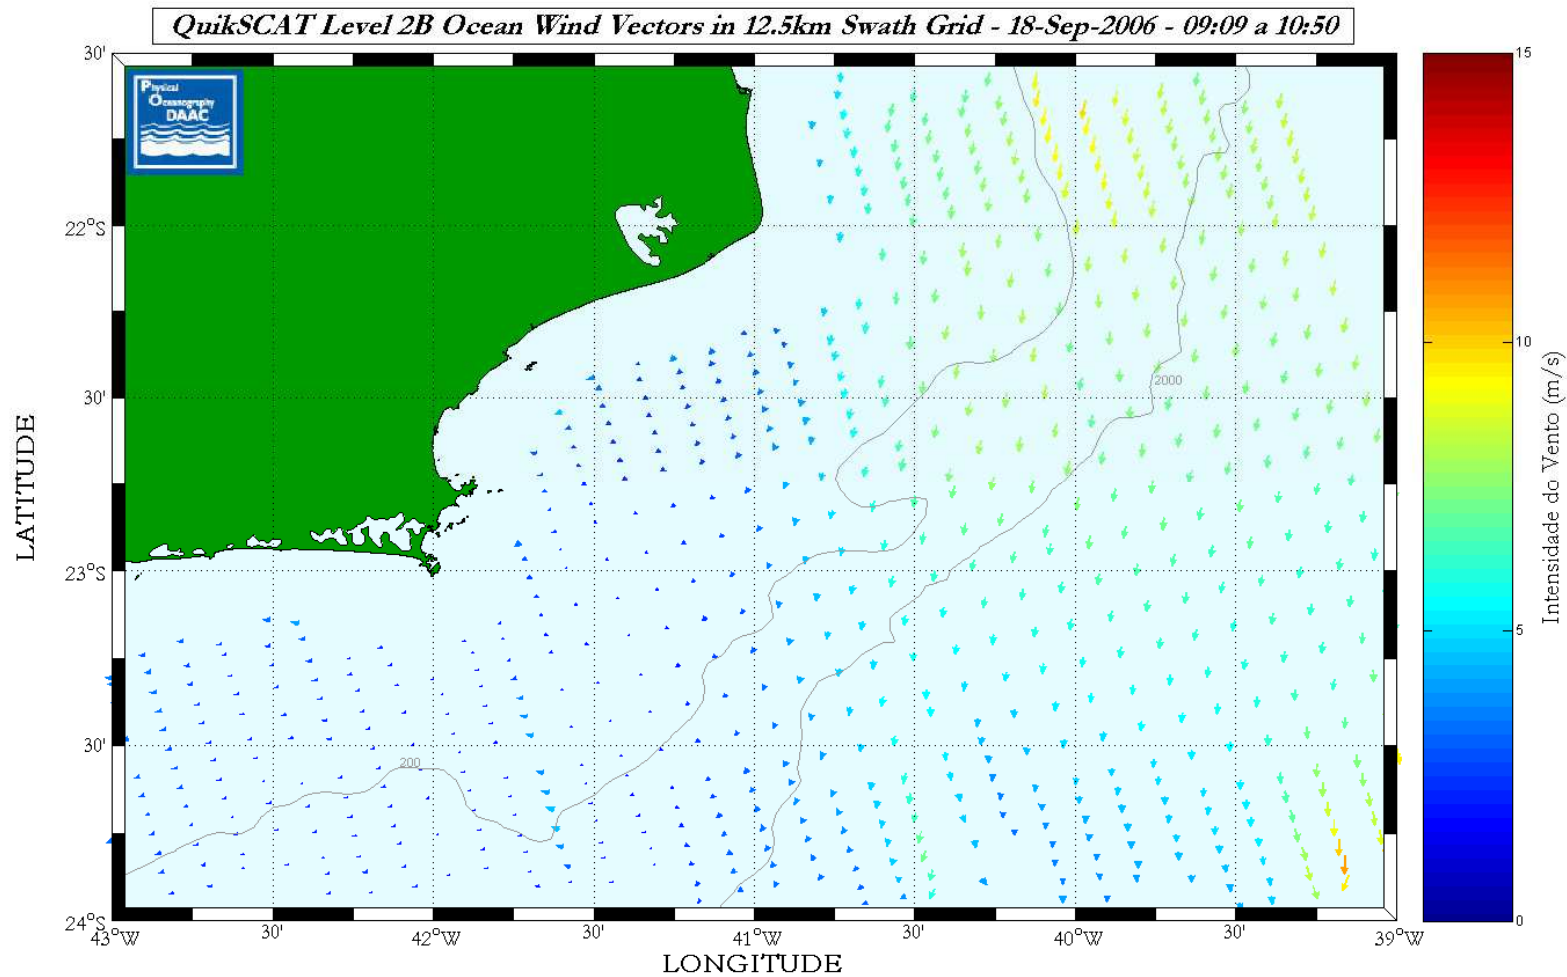 QuikSCAT Level 2B Ocean Wind Vectors in 12.5km Swath Grid - 18-Sep-2006 - 09:09 a 10:50
Physical
Oceanography
DAAC
30'
22°S
30'
23°S
30'
24°S
LATITUDE
43°W
30'
42°W
30'
41°W
30'
40°W
30'
39°W
LONGITUDE
2000
200
15
10
5
0
Intensidade do Vento (m/s)